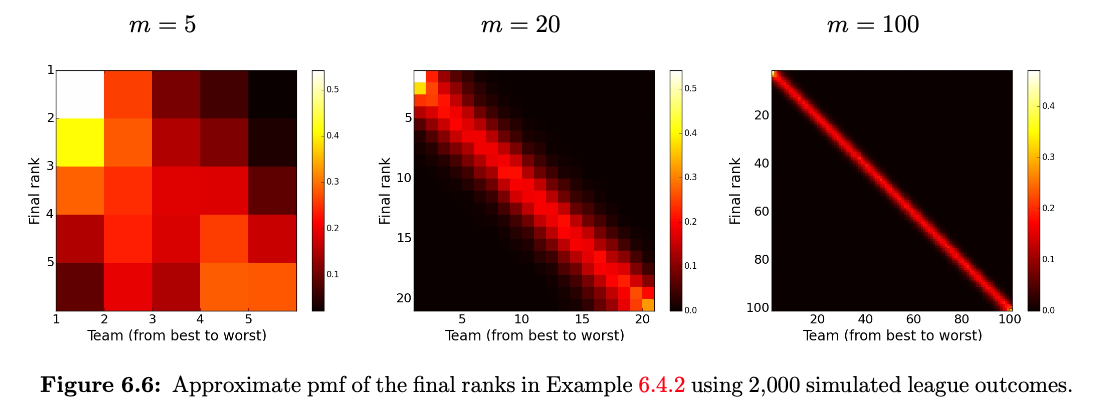 m = 5
m = 20
m = 100
1
2
3
4
5
Final rank
1 2 3 4 5
Team (from best to worst)
0.5
0.4
0.3
0.2
0.1
5
10
15
20
Final rank
5 10 15 20
Team (from best to worst)
0.5
0.4
0.3
0.2
0.1
0.0
20
40
60
80
100
Final rank
20 40 60 80 100
Team (from best to worst)
0.4
0.3
0.2
0.1
0.0
Figure 6.6: Approximate pmf of the final ranks in Example 6.4.2 using 2,000 simulated league outcomes.